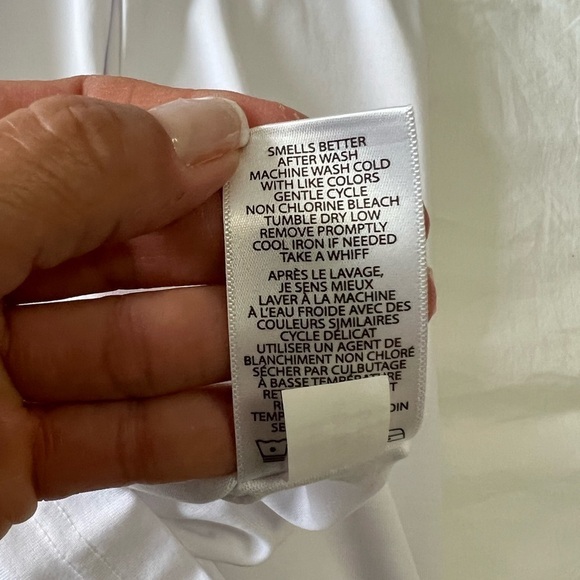 SMELLS BETTER
AFTER WASH
MACHINE WASH COLD
WITH LIKE COLORS
GENTLE CYCLE
NON CHLORINE BLEACH
TUMBLE DRY LOW
REMOVE PROMPTLY
COOL IRON IF NEEDED
TAKE A WHIFF
APRÈS LE LAVAGE,
JE SENS MIEUX
LAVER À LA MACHINE
À L'EAU FROIDE AVEC DES
COULEURS SIMILAIRES
CYCLE DÉLICAT
UTILISER UN AGENT DE
BLANCHIMENT NON CHLORÉ
SÉCHER PAR CULBUTAGE
À BASSE TEMPÉRATURE